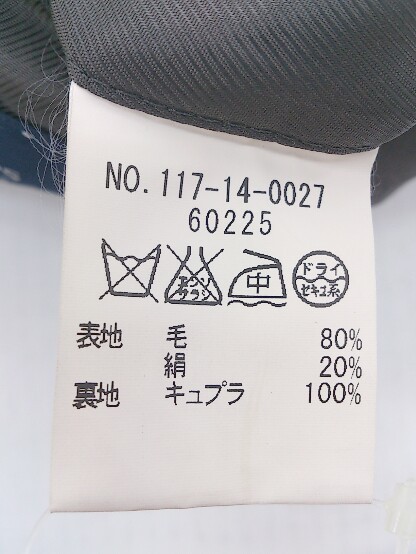 NO. 117-14-0027
60225
エンソ サラシ 中 ドライ セキユ系
表地 毛 80%
絹 20%
裏地 キュプラ 100%